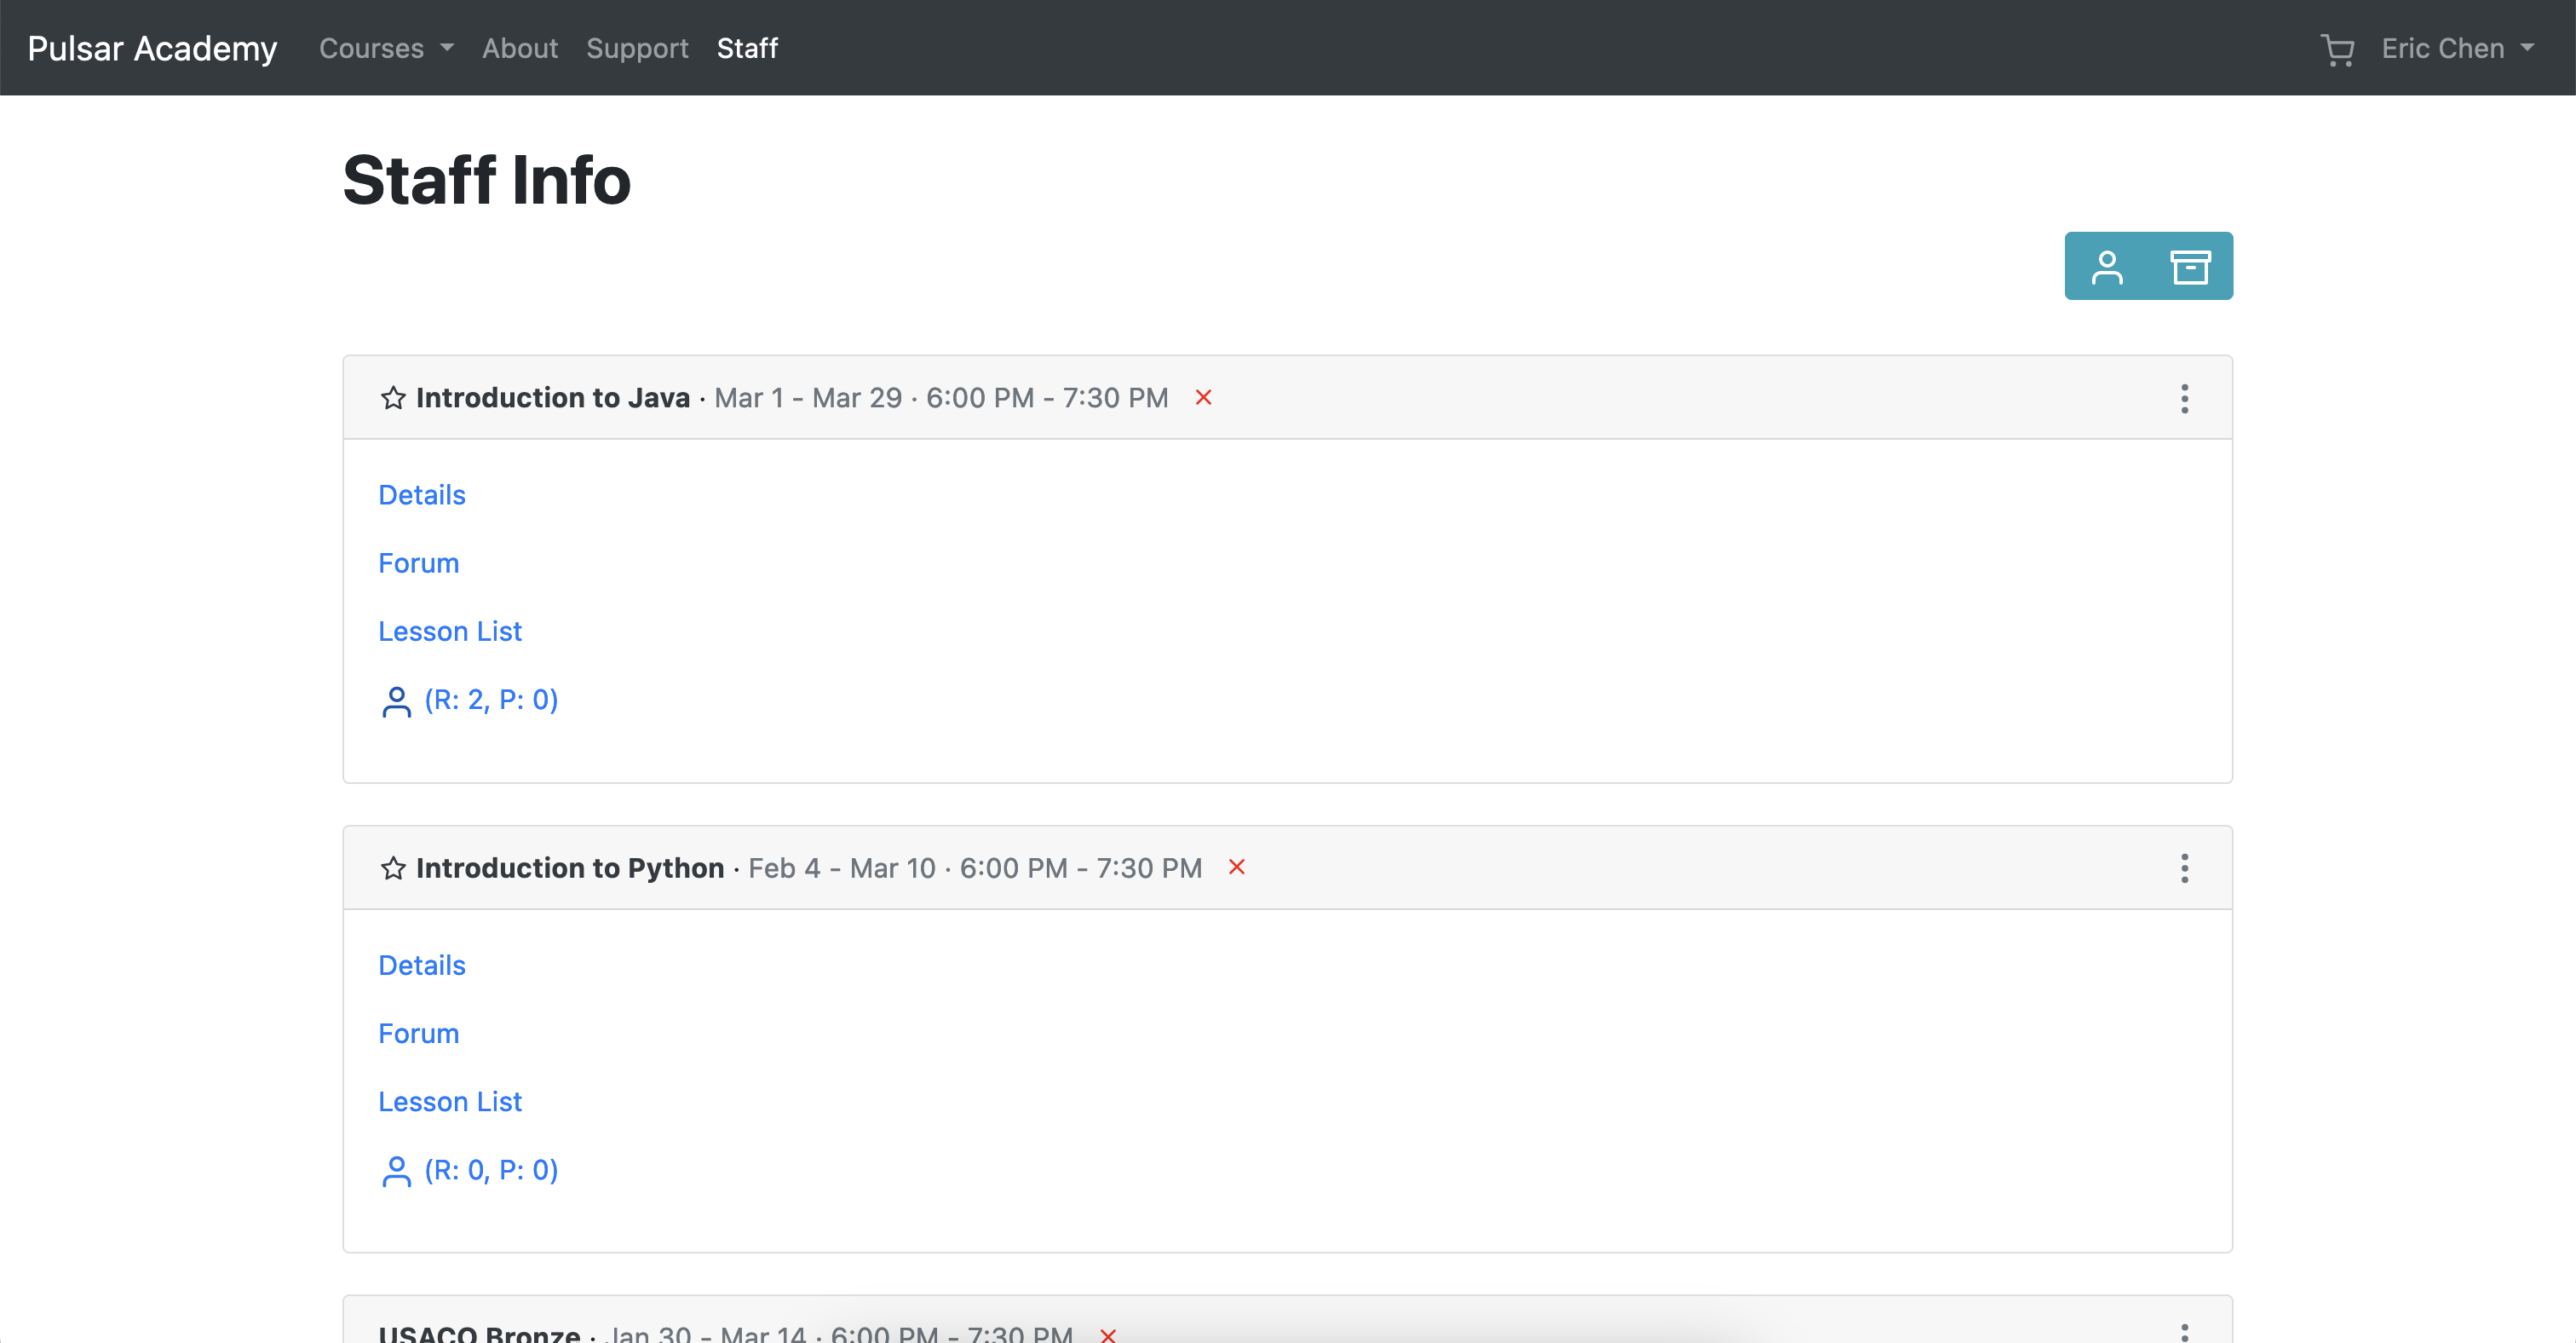 Pulsar Academy Courses About Support Staff Eric Chen
Staff Info
Introduction to Java · Mar 1 - Mar 29 · 6:00 PM - 7:30 PM
Details
Forum
Lesson List
(R: 2, P: 0)
Introduction to Python · Feb 4 - Mar 10 · 6:00 PM - 7:30 PM
Details
Forum
Lesson List
(R: 0, P: 0)
USACO Bronze · Jan 30 - Mar 14 · 6:00 PM - 7:30 PM